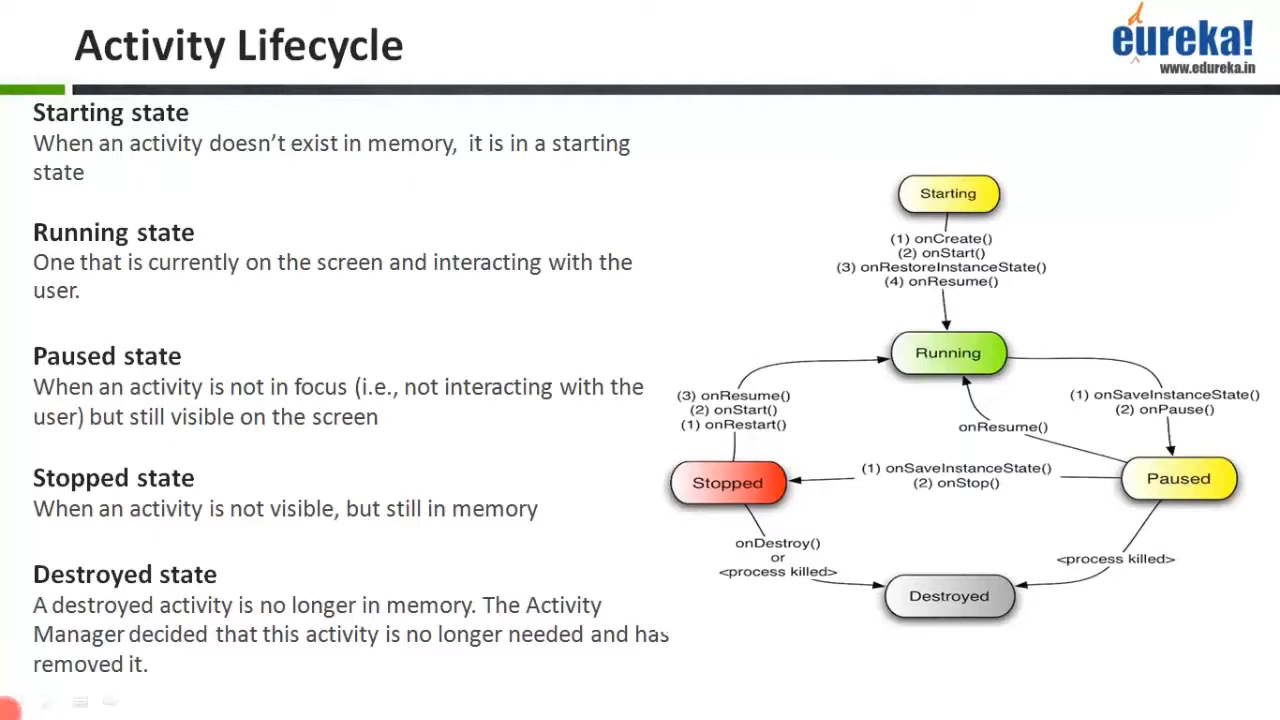 Activity Lifecycle
edureka!
www.edureka.in
Starting state
When an activity doesn't exist in memory, it is in a starting
state
Running state
One that is currently on the screen and interacting with the
user.
Paused state
When an activity is not in focus (i.e., not interacting with the
user) but still visible on the screen
Stopped state
When an activity is not visible, but still in memory
Destroyed state
A destroyed activity is no longer in memory. The Activity
Manager decided that this activity is no longer needed and has
removed it.
Starting
(1) onCreate()
(2) onStart()
(3) onRestoreInstanceState()
(4) onResume()
Running
(3) onResume()
(2) onStart()
(1) onRestart()
onResume()
(1) onSaveInstanceState()
(2) onPause()
Stopped
(1) onSaveInstanceState()
(2) onStop()
Paused
onDestroy()
or
<process killed>
<process killed>
Destroyed